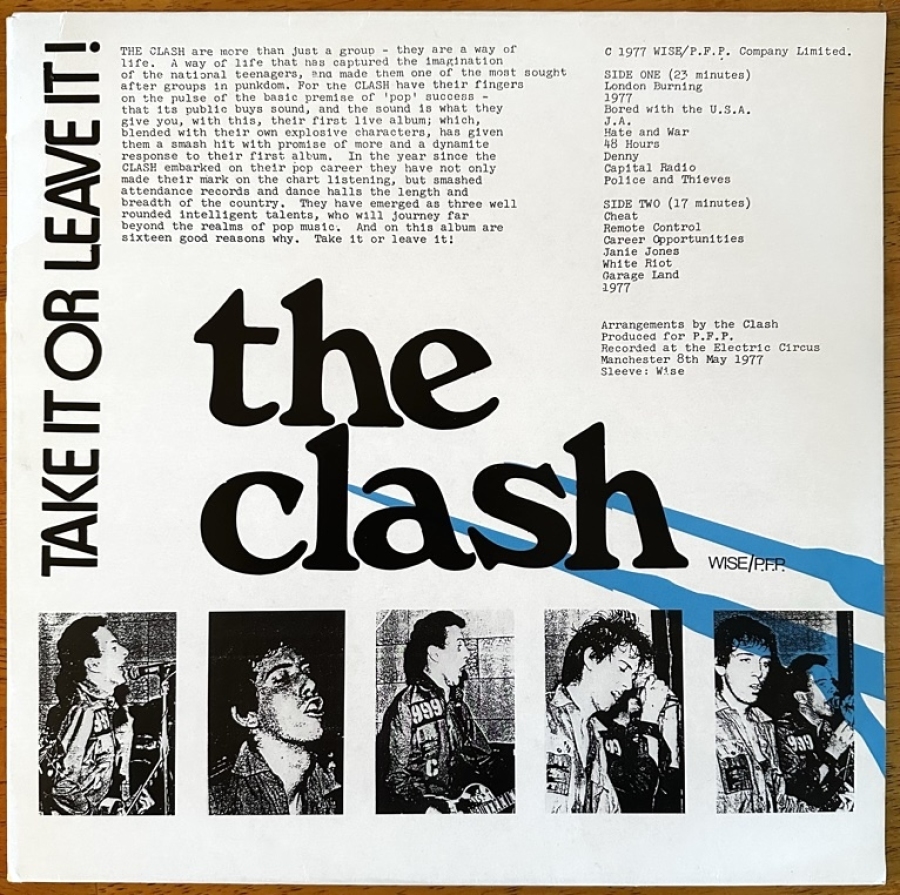 TAKE IT OR LEAVE IT!
THE CLASH are more than just a group - they are a way of
life. A way of life that has captured the imagination
of the national teenagers, and made them one of the most sought
after groups in punkdom. For the CLASH have their fingers
on the pulse of the basic premise of 'pop' success -
that its public buys sound, and the sound is what they
give you, with this, their first live album; which,
blended with their own explosive characters, has given
them a smash hit with promise of more and a dynamite
response to their first album. In the year since the
CLASH embarked on their pop career they have not only
made their mark on the chart listening, but smashed
attendance records and dance halls the length and
breadth of the country. They have emerged as three well
rounded intelligent talents, who will journey far
beyond the realms of pop music. And on this album are
sixteen good reasons why. Take it or leave it!
C 1977 WISE/P.F.P. Company Limited.
SIDE ONE (23 minutes)
London Burning
1977
Bored with the U.S.A.
J.A.
Hate and War
48 Hours
Denny
Capital Radio
Police and Thieves
SIDE TWO (17 minutes)
Cheat
Remote Control
Career Opportunities
Janie Jones
White Riot
Garage Land
1977
Arrangements by the Clash
Produced for P.F.P.
Recorded at the Electric Circus
Manchester 8th May 1977
Sleeve: Wise
the
clash
WISE/P.F.P.
999
999